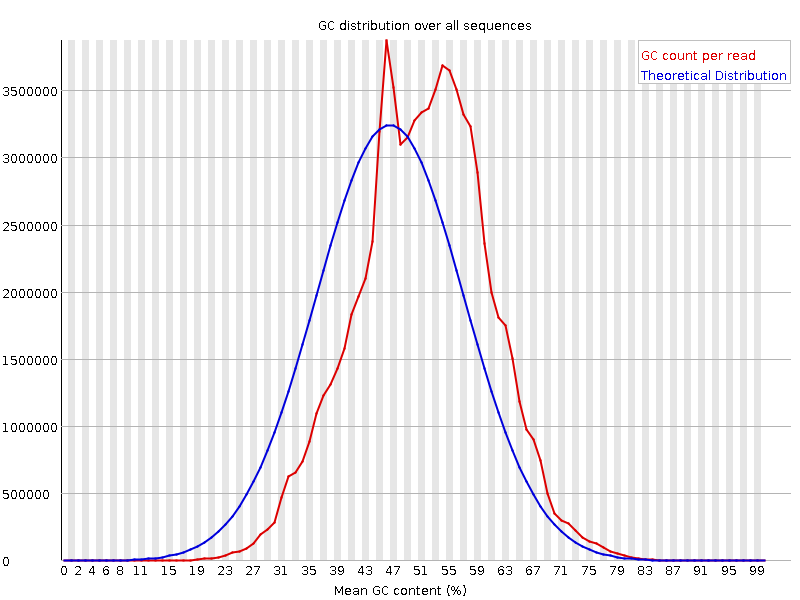 GC distribution over all sequences
GC count per read
Theoretical Distribution
3500000
3000000
2500000
2000000
1500000
1000000
500000
0
0 2 4 6 8 11 15 19 23 27 31 35 39 43 47 51 55 59 63 67 71 75 79 83 87 91 95 99
Mean GC content (%)